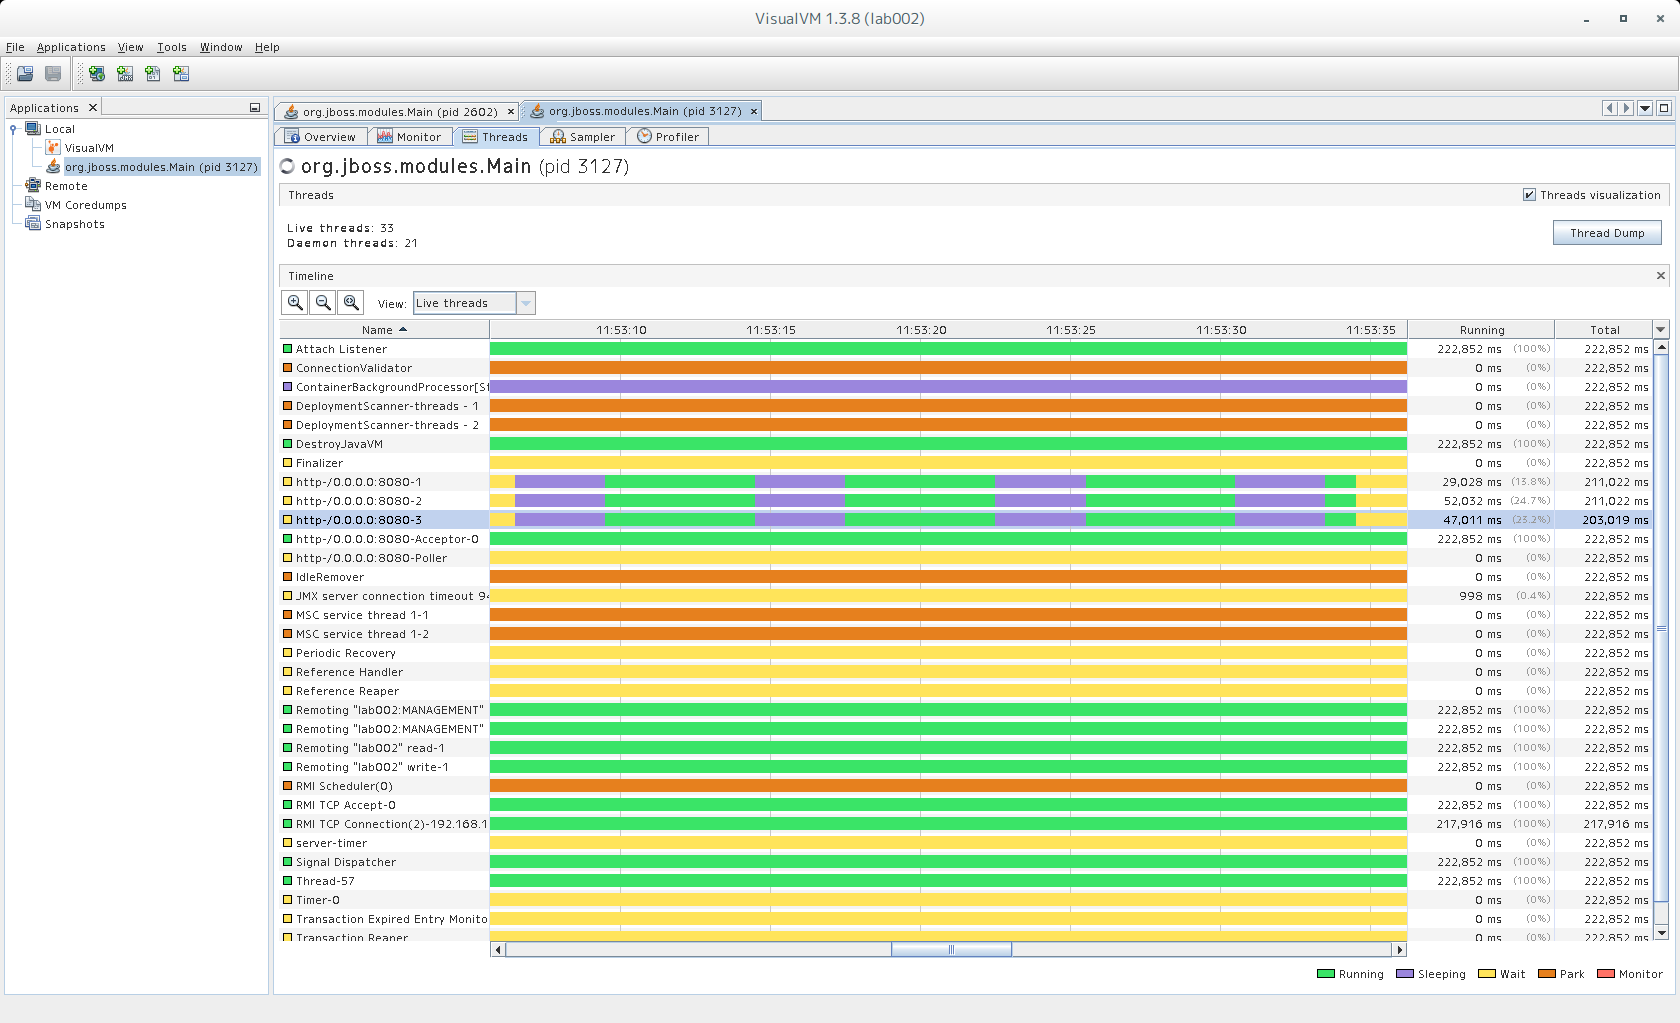 VisualVM 1.3.8 (lab002)
File Applications View Tools Window Help
Applications
Local
VisualVM
org.jboss.modules.Main (pid 3127)
Remote
VM Coredumps
Snapshots
org.jboss.modules.Main (pid 2602) org.jboss.modules.Main (pid 3127)
Overview Monitor Threads Sampler Profiler
org.jboss.modules.Main (pid 3127)
Threads Threads visualization
Live threads: 33
Daemon threads: 21
Thread Dump
Timeline
View: Live threads
Name 11:53:10 11:53:15 11:53:20 11:53:25 11:53:30 11:53:35 Running Total
Attach Listener 222,852 ms (100%) 222,852 ms
ConnectionValidator 0 ms (0%) 222,852 ms
ContainerBackgroundProcessor[St 0 ms (0%) 222,852 ms
DeploymentScanner-threads - 1 0 ms (0%) 222,852 ms
DeploymentScanner-threads - 2 0 ms (0%) 222,852 ms
DestroyJavaVM 222,852 ms (100%) 222,852 ms
Finalizer 0 ms (0%) 222,852 ms
http-/0.0.0.0:8080-1 29,028 ms (13.8%) 211,022 ms
http-/0.0.0.0:8080-2 52,032 ms (24.7%) 211,022 ms
http-/0.0.0.0:8080-3 47,011 ms (23.2%) 203,019 ms
http-/0.0.0.0:8080-Acceptor-0 222,852 ms (100%) 222,852 ms
http-/0.0.0.0:8080-Poller 0 ms (0%) 222,852 ms
IdleRemover 0 ms (0%) 222,852 ms
JMX server connection timeout 94 998 ms (0.4%) 222,852 ms
MSC service thread 1-1 0 ms (0%) 222,852 ms
MSC service thread 1-2 0 ms (0%) 222,852 ms
Periodic Recovery 0 ms (0%) 222,852 ms
Reference Handler 0 ms (0%) 222,852 ms
Reference Reaper 0 ms (0%) 222,852 ms
Remoting "lab002:MANAGEMENT" 222,852 ms (100%) 222,852 ms
Remoting "lab002:MANAGEMENT" 222,852 ms (100%) 222,852 ms
Remoting "lab002" read-1 222,852 ms (100%) 222,852 ms
Remoting "lab002" write-1 222,852 ms (100%) 222,852 ms
RMI Scheduler(0) 0 ms (0%) 222,852 ms
RMI TCP Accept-0 222,852 ms (100%) 222,852 ms
RMI TCP Connection(2)-192.168.1 217,916 ms (100%) 217,916 ms
server-timer 0 ms (0%) 222,852 ms
Signal Dispatcher 222,852 ms (100%) 222,852 ms
Thread-57 222,852 ms (100%) 222,852 ms
Timer-0 0 ms (0%) 222,852 ms
Transaction Expired Entry Monito 0 ms (0%) 222,852 ms
Transaction Reaper 0 ms (0%) 222,852 ms
Running Sleeping Wait Park Monitor